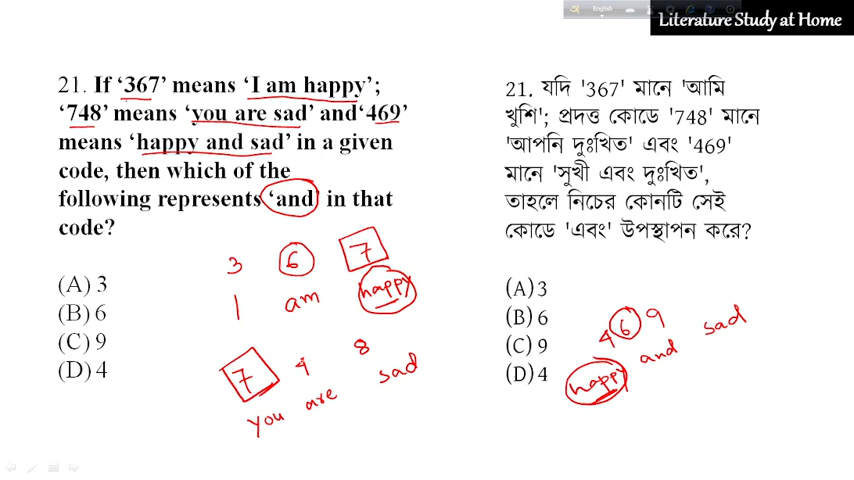 English
Literature Study at Home
21. If ‘367’ means ‘I am happy’;
‘748’ means ‘you are sad’ and‘469’
means ‘happy and sad’ in a given
code, then which of the
following represents ‘and’ in that
code?
(A) 3
(B) 6
(C) 9
(D) 4
3 6 7
I am happy
7 4 8
you are sad
21. যদি '367' মানে 'আমি
খুশি'; প্রদত্ত কোডে '748' মানে
'আপনি দুঃখিত' এবং '469'
মানে 'সুখী এবং দুঃখিত',
তাহলে নিচের কোনটি সেই
কোডে 'এবং' উপস্থাপন করে?
(A) 3
(B) 6
(C) 9
(D) 4
4 6 9
happy and sad